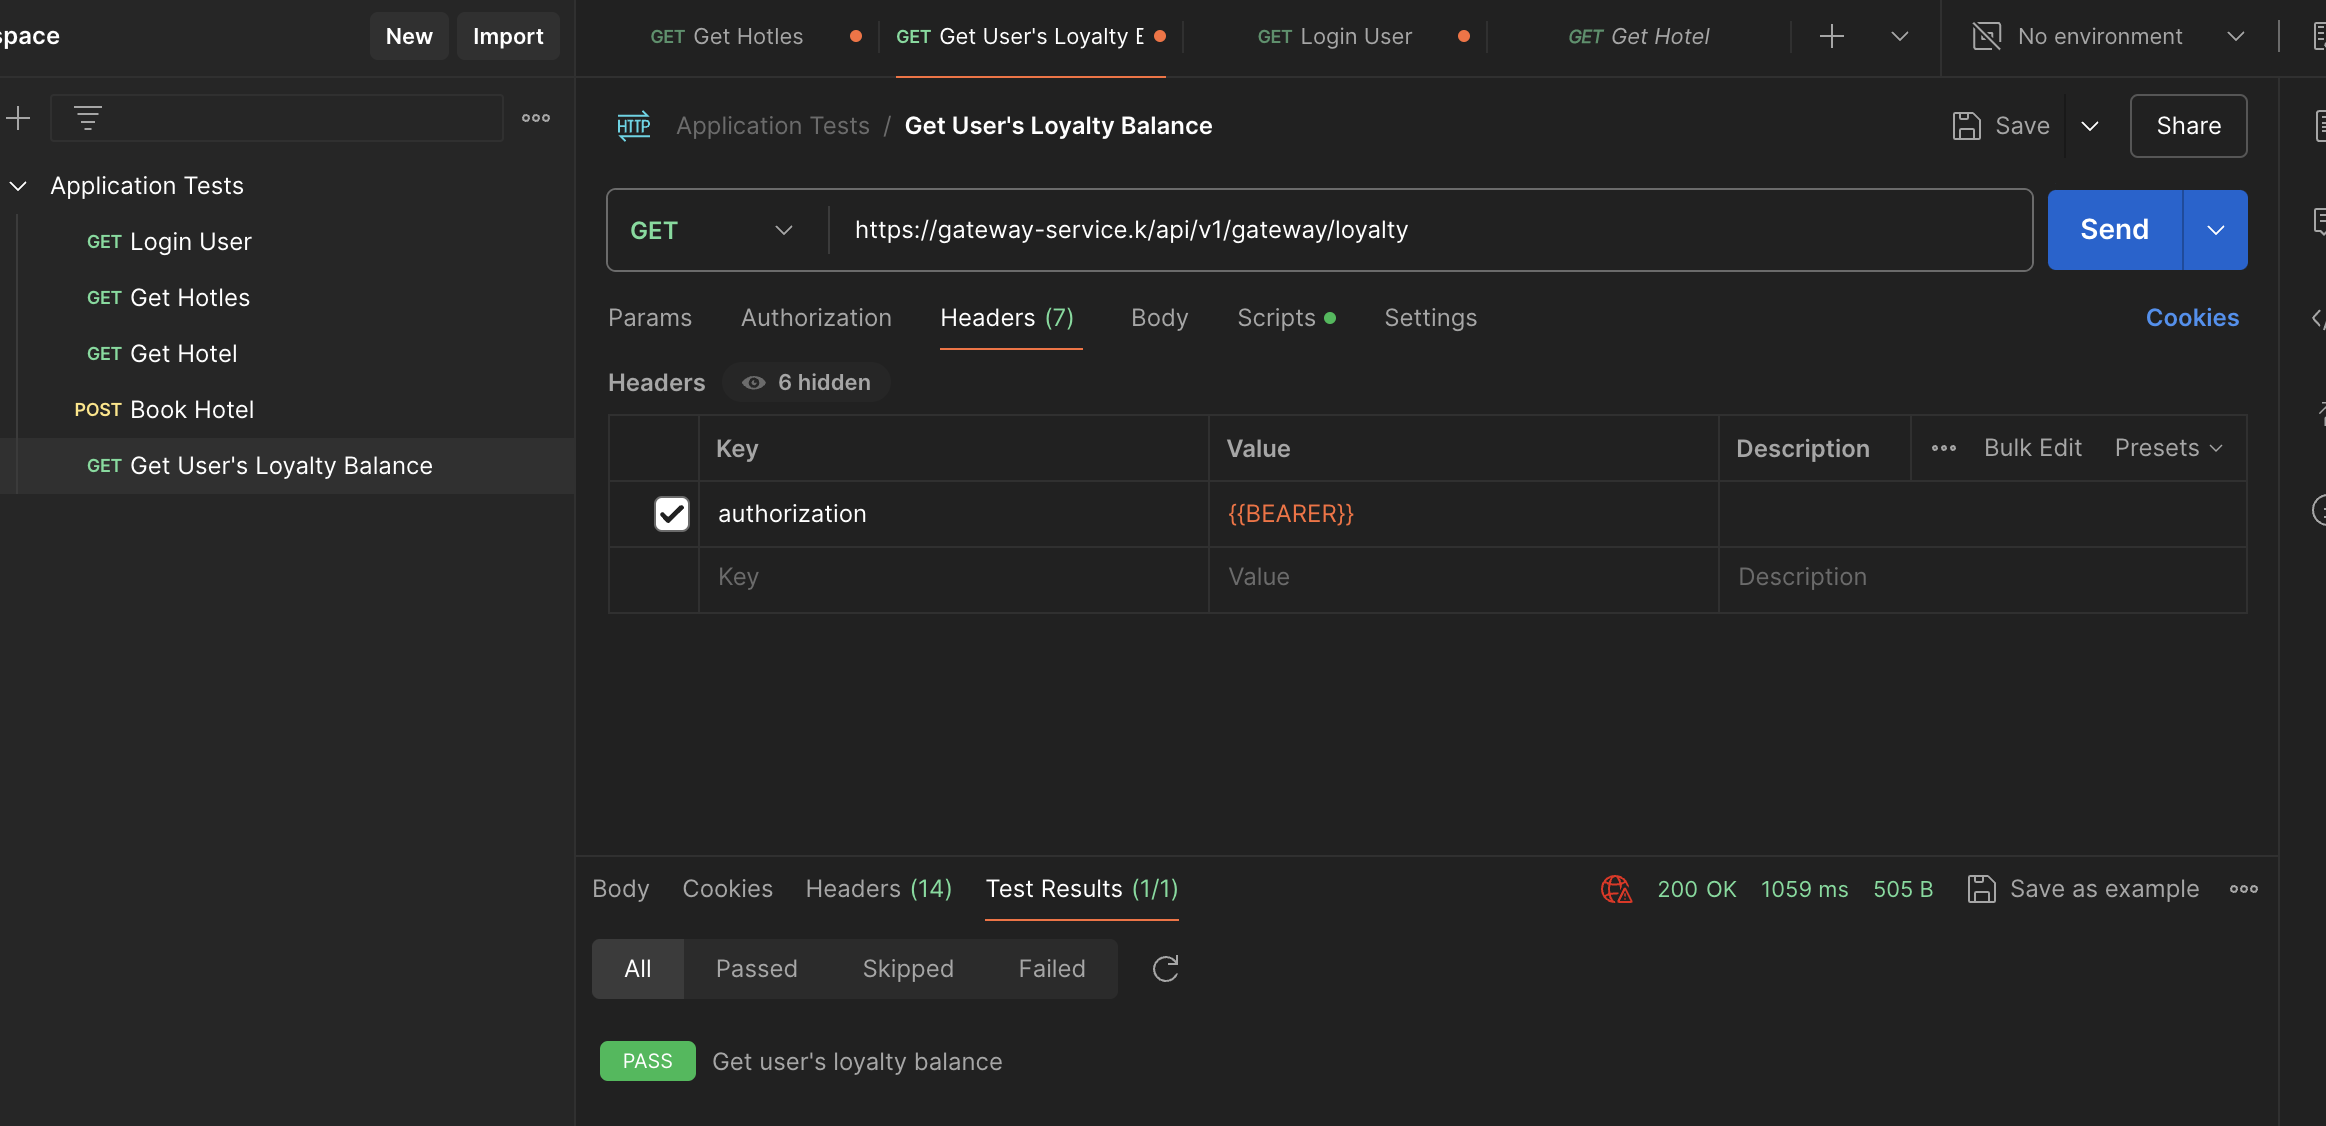 space
New
Import
GET Get Hotles
GET Get User's Loyalty E
GET Login User
GET Get Hotel
No environment
Application Tests
GET Login User
GET Get Hotles
GET Get Hotel
POST Book Hotel
GET Get User's Loyalty Balance
HTTP
Application Tests / Get User's Loyalty Balance
Save
Share
GET
https://gateway-service.k/api/v1/gateway/loyalty
Send
Params
Authorization
Headers (7)
Body
Scripts
Settings
Cookies
Headers
6 hidden
Key
Value
Description
Bulk Edit
Presets
authorization
{{BEARER}}
Key
Value
Description
Body
Cookies
Headers (14)
Test Results (1/1)
200 OK
1059 ms
505 B
Save as example
All
Passed
Skipped
Failed
PASS
Get user's loyalty balance